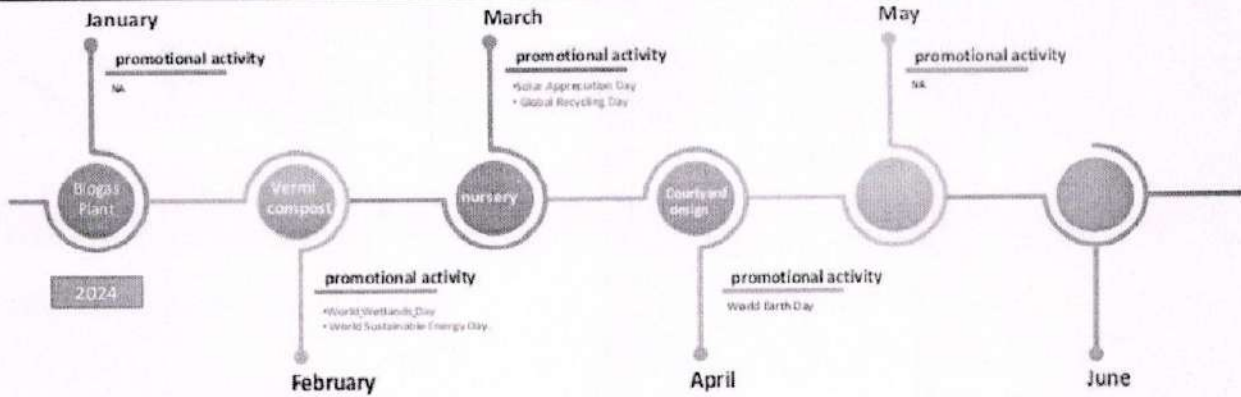 January
promotional activity
NA
March
promotional activity
•Solar Appreciation Day
• Global Recycling Day
May
promotional activity
NA
Biogas
Plant
Vermi
compost
nursery
Courtyard
design
2024
promotional activity
•World Wetlands Day
• World Sustainable Energy Day.
February
promotional activity
World Earth Day
April
June